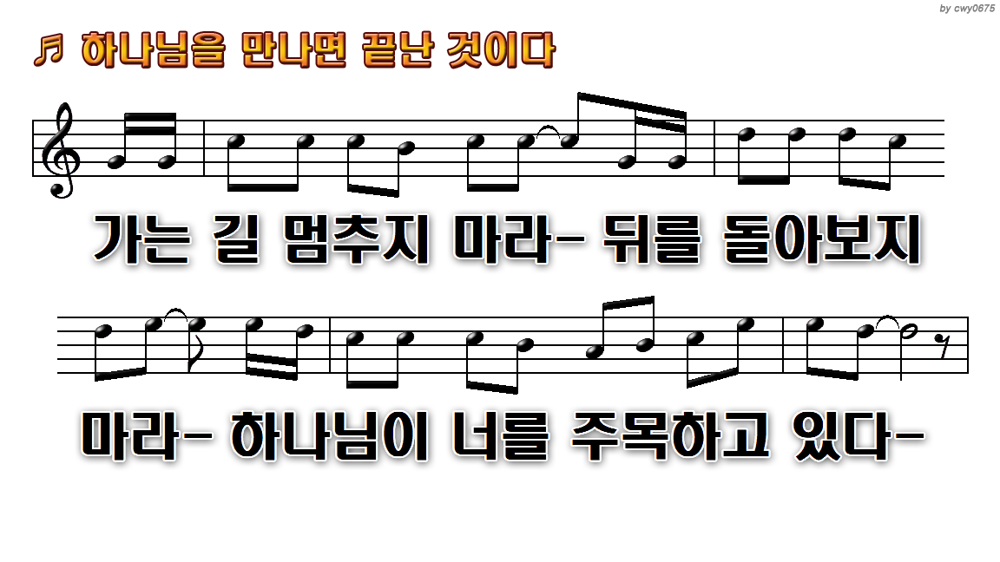 by cwy0675
♬ 하나님을 만나면 끝난 것이다
가는 길 멈추지 마라- 뒤를 돌아보지
마라- 하나님이 너를 주목하고 있다-